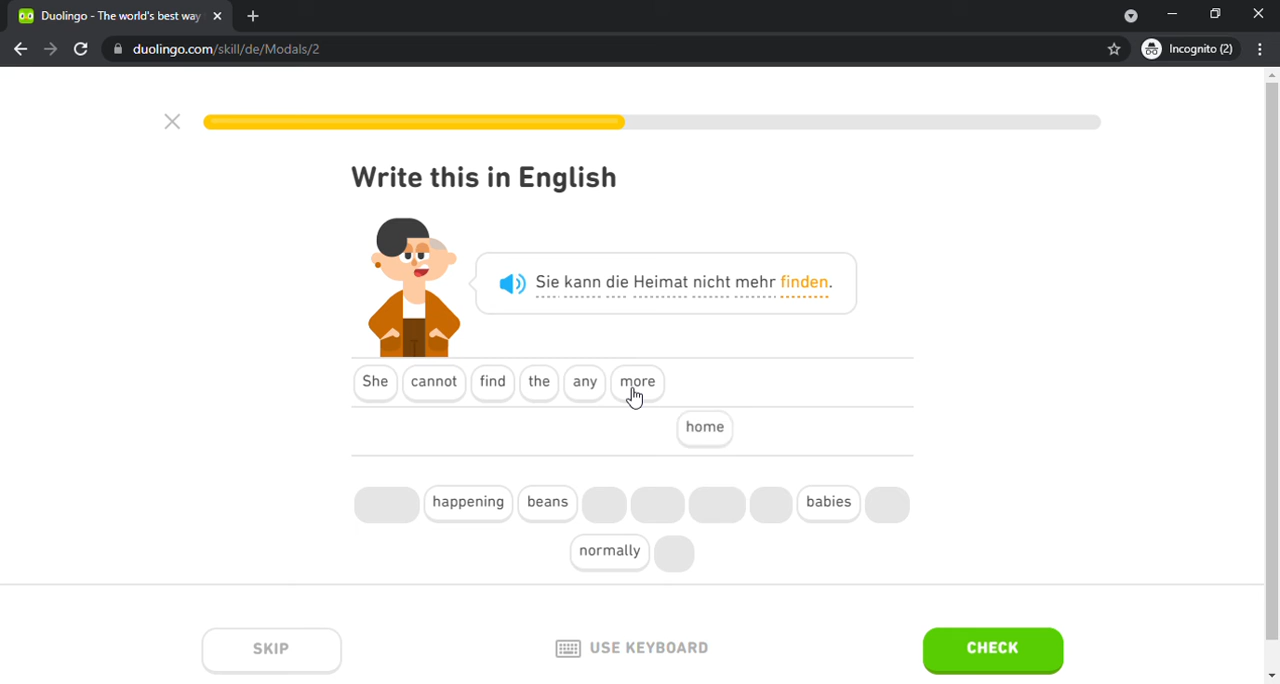 Duolingo - The world's best way
duolingo.com/skill/de/Modals/2
Incognito (2)
Write this in English
Sie kann die Heimat nicht mehr finden.
She cannot find the any more
home
happening beans babies
normally
SKIP USE KEYBOARD CHECK